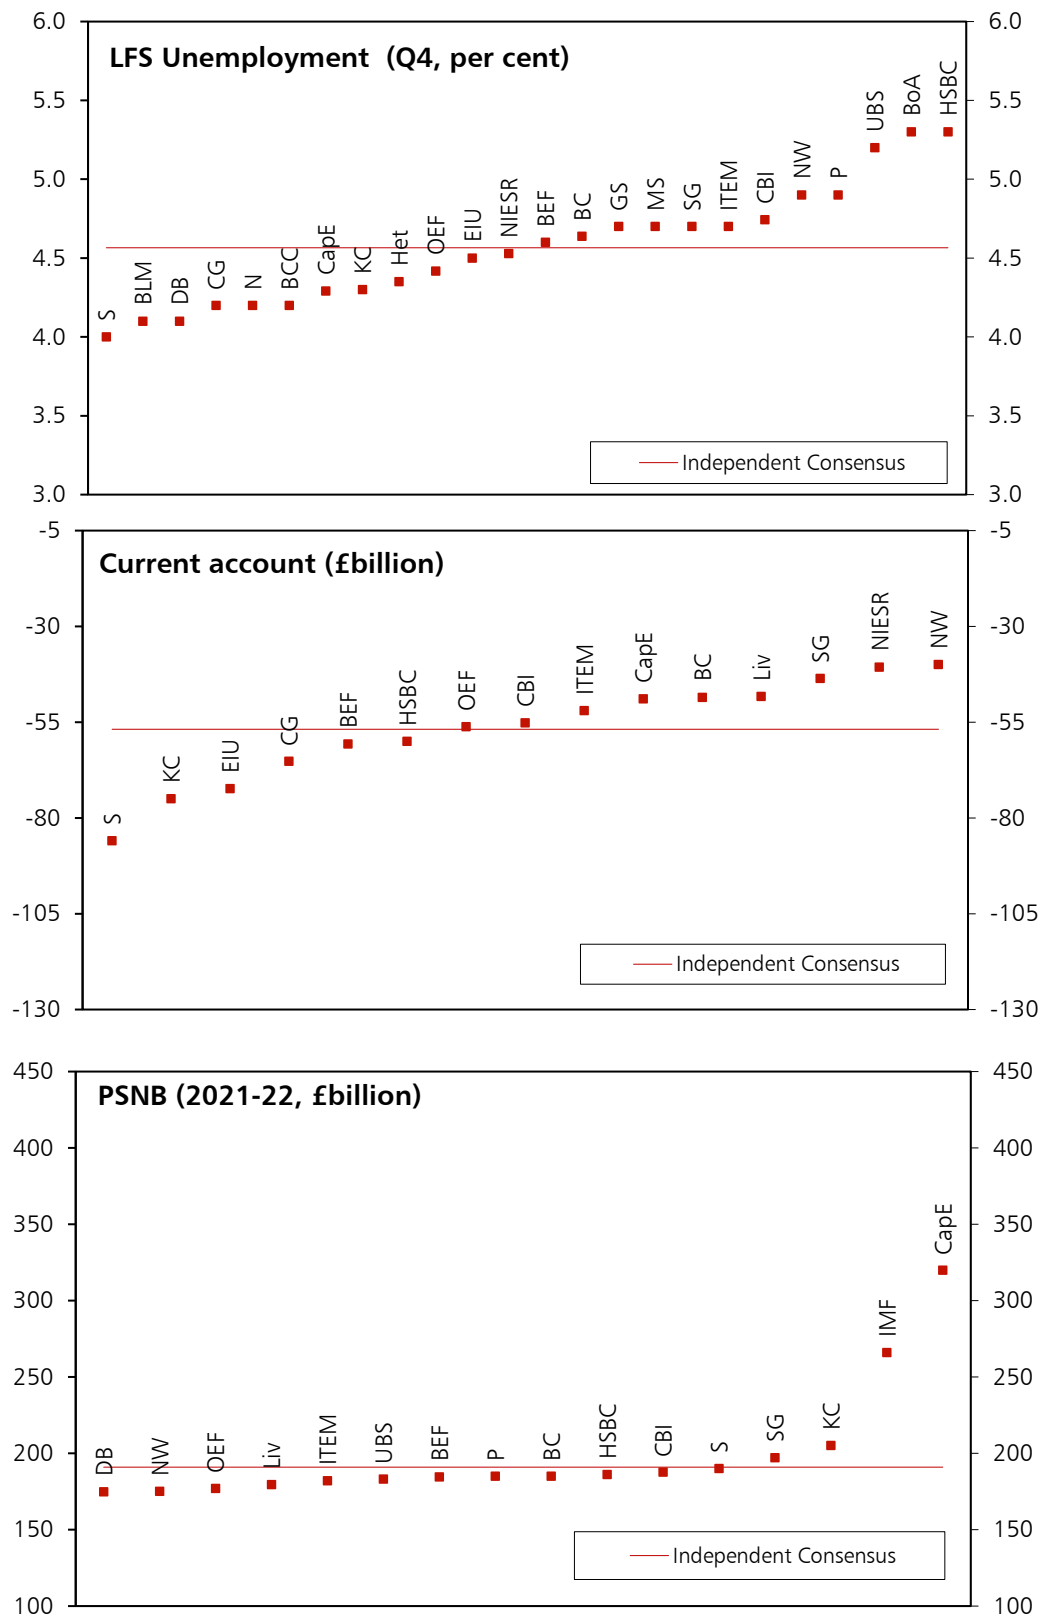 LFS Unemployment  (Q4, per cent)
6.0 6.0
5.5 5.5
5.0 5.0
4.5 4.5
4.0 4.0
3.5 3.5
3.0 3.0
S BLM DB CG N BCC CapE KC Het OEF EIU NIESR BEF BC GS MS SG ITEM CBI NW P UBS BoA HSBC
Independent Consensus
Current account (£billion)
-5 -5
-30 -30
-55 -55
-80 -80
-105 -105
-130 -130
S KC EIU CG BEF HSBC OEF CBI ITEM CapE BC Liv SG NIESR NW
Independent Consensus
PSNB (2021-22, £billion)
450 450
400 400
350 350
300 300
250 250
200 200
150 150
100 100
DB NW OEF Liv ITEM UBS BEF P BC HSBC CBI S SG KC IMF CapE
Independent Consensus